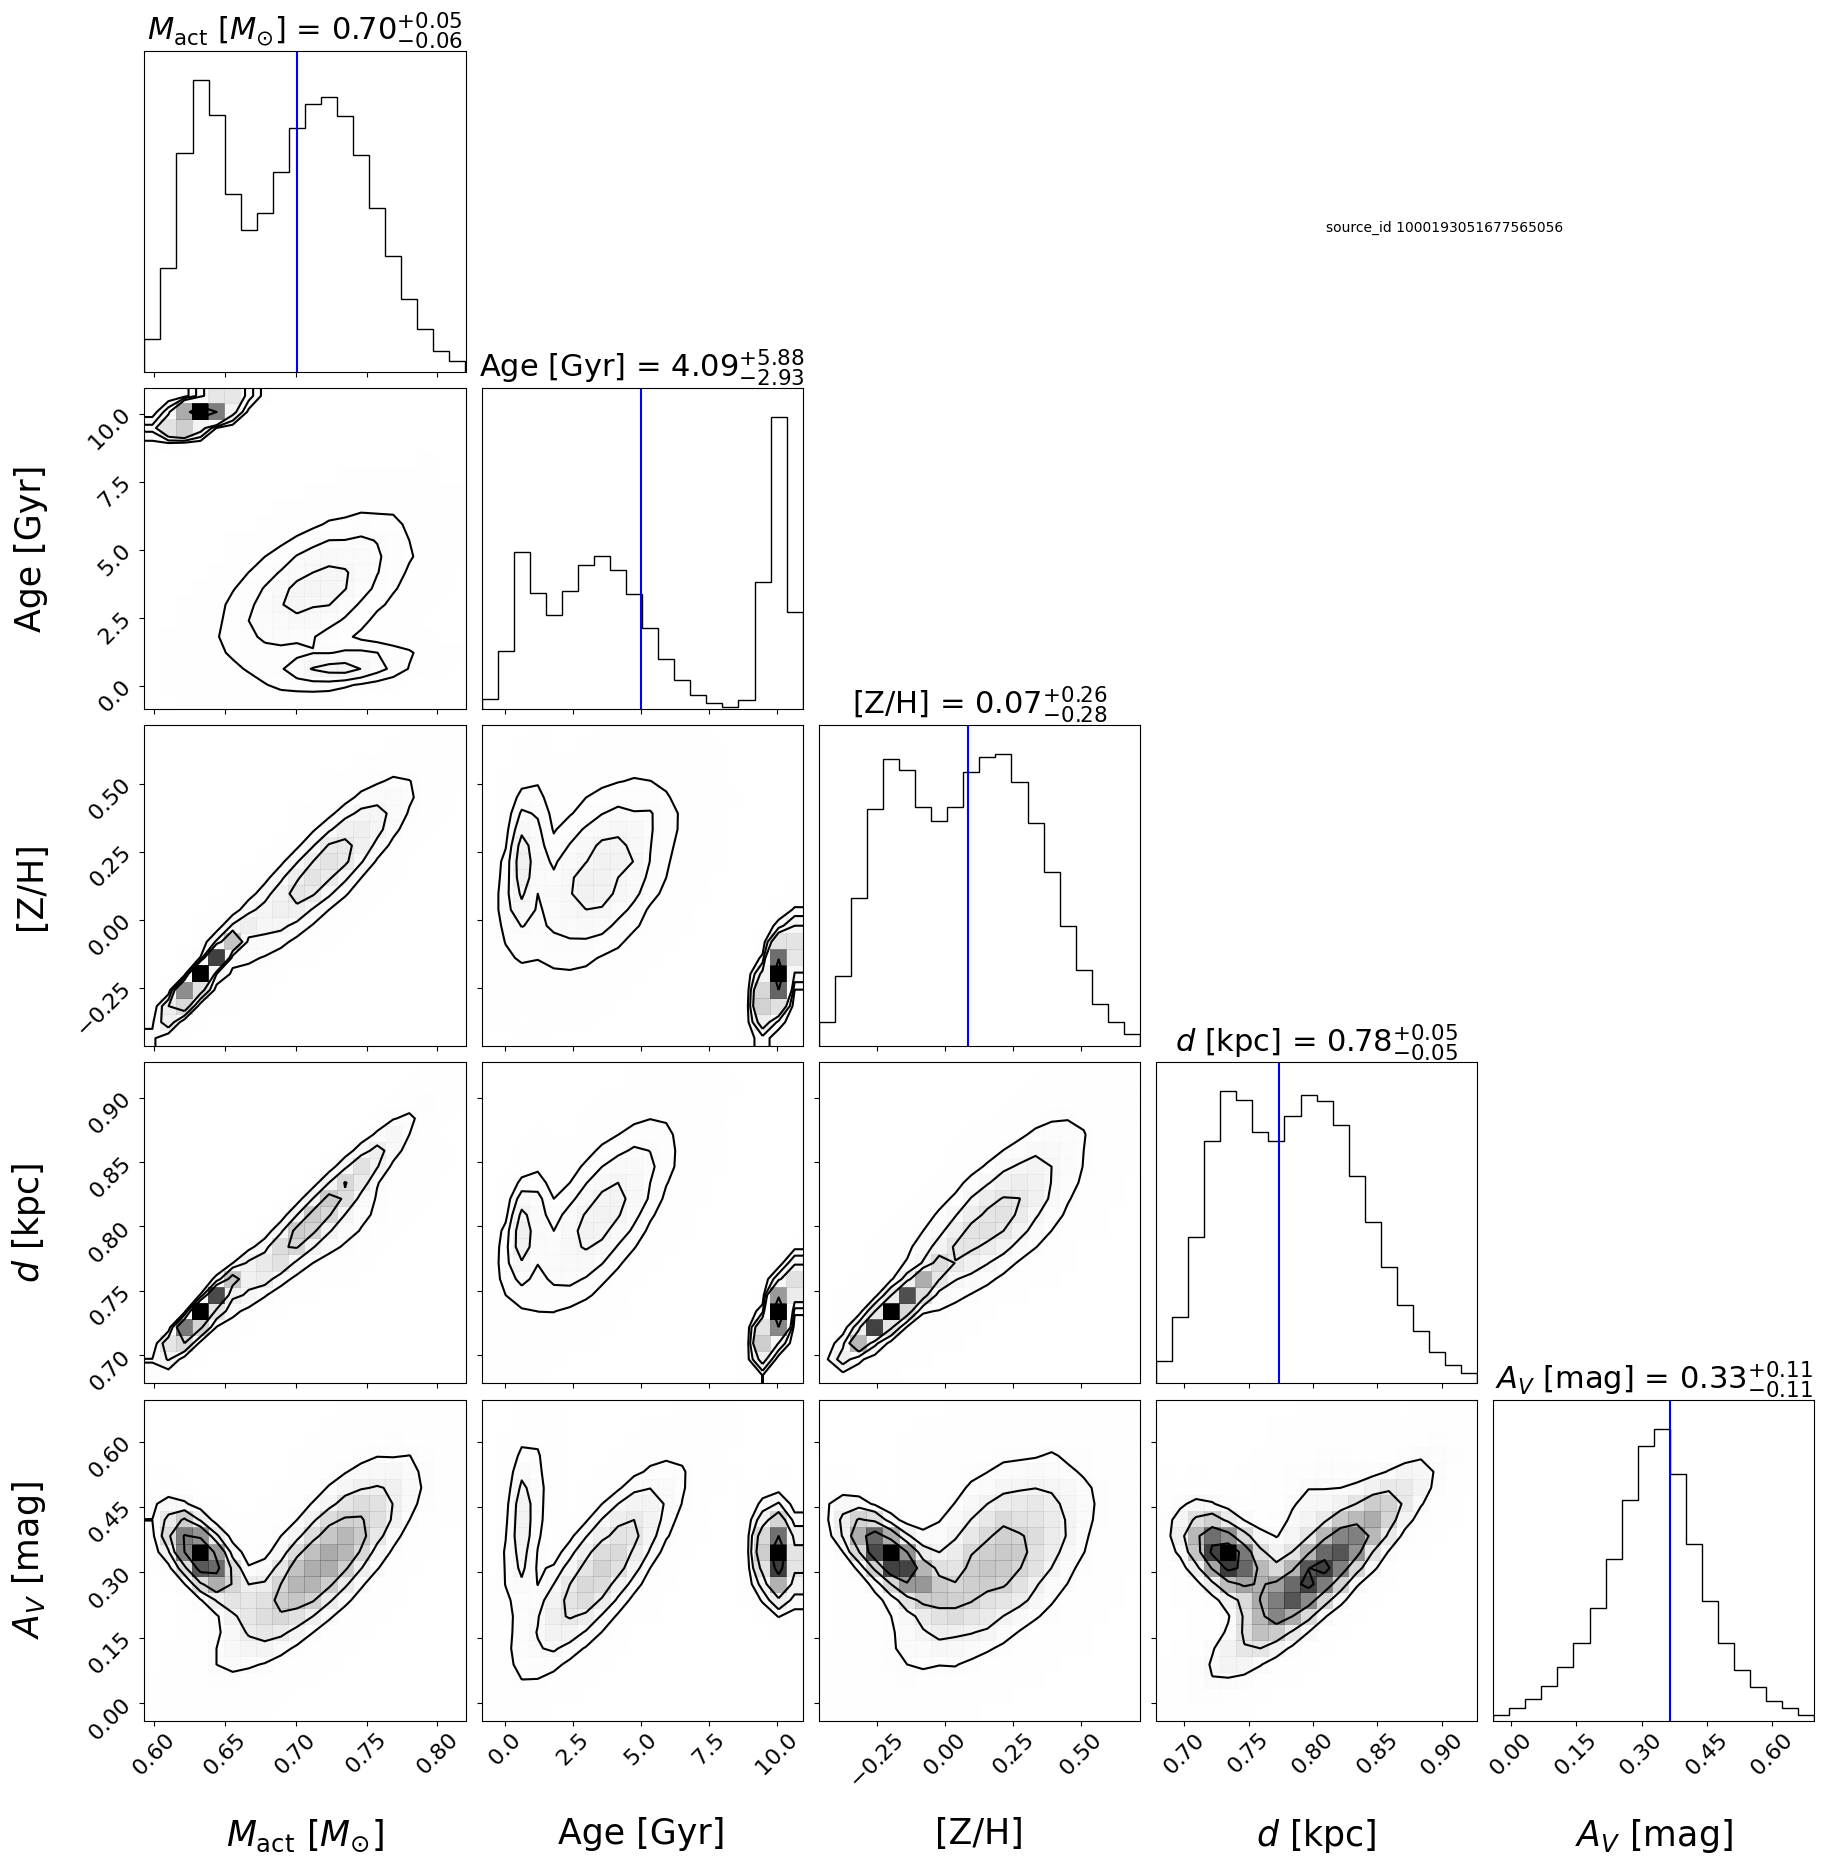 M_act [M_⊙] = 0.70^{+0.05}_{−0.06}
source_id 1000193051677565056
Age [Gyr] = 4.09^{+5.88}_{−2.93}
Age [Gyr]
10.0
7.5
5.0
2.5
0.0
[Z/H] = 0.07^{+0.26}_{−0.28}
[Z/H]
0.50
0.25
0.00
−0.25
d [kpc] = 0.78^{+0.05}_{−0.05}
d [kpc]
0.90
0.85
0.80
0.75
0.70
A_V [mag] = 0.33^{+0.11}_{−0.11}
A_V [mag]
0.60
0.45
0.30
0.15
0.00
0.60 0.65 0.70 0.75 0.80
0.0 2.5 5.0 7.5 10.0
−0.25 0.00 0.25 0.50
0.70 0.75 0.80 0.85 0.90
0.00 0.15 0.30 0.45 0.60
M_act [M_⊙]
Age [Gyr]
[Z/H]
d [kpc]
A_V [mag]